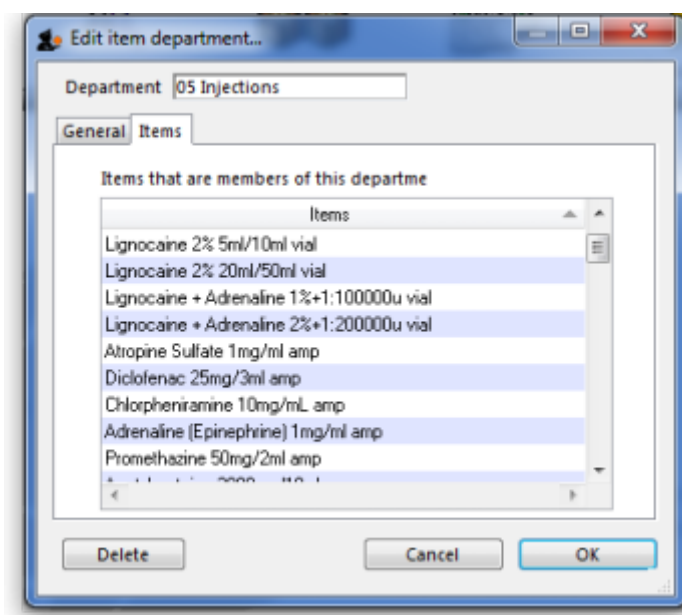 Edit item department...
Department 05 Injections
General Items
Items that are members of this departme
Items
Lignocaine 2% 5ml/10ml vial
Lignocaine 2% 20ml/50ml vial
Lignocaine + Adrenaline 1%+1:100000u vial
Lignocaine + Adrenaline 2%+1:200000u vial
Atropine Sulfate 1mg/ml amp
Diclofenac 25mg/3ml amp
Chlorpheniramine 10mg/mL amp
Adrenaline (Epinephrine) 1mg/ml amp
Promethazine 50mg/2ml amp
Delete Cancel OK